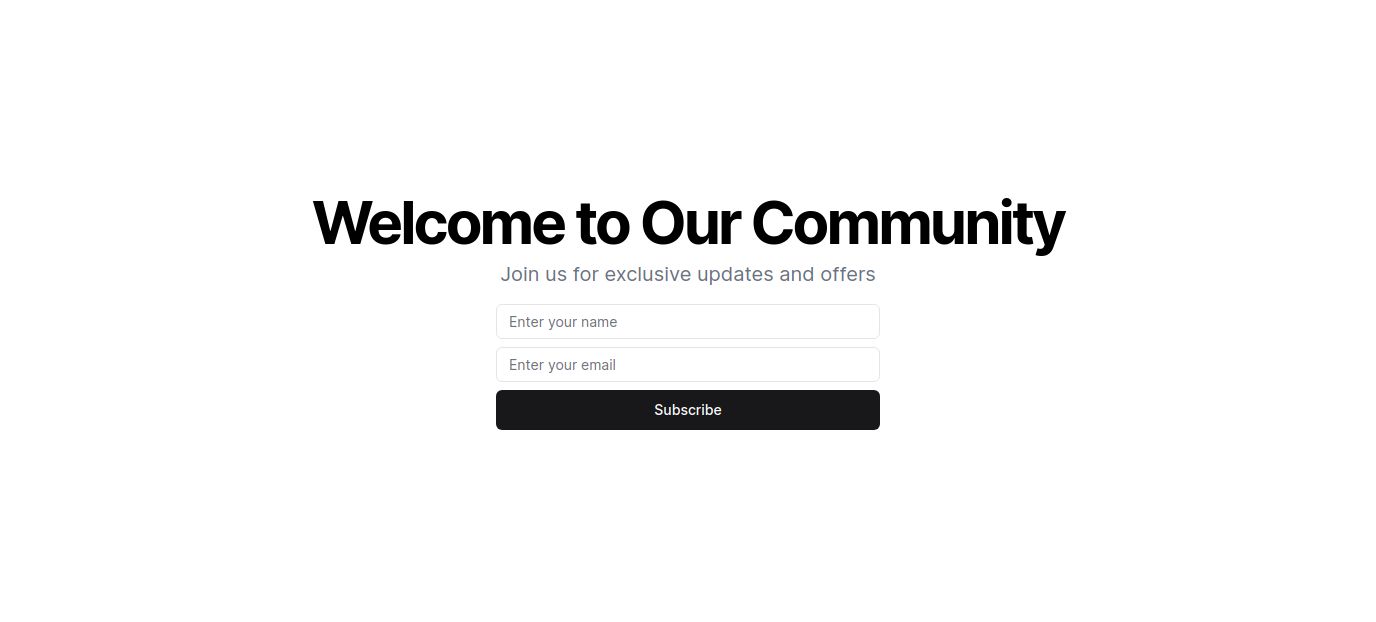 Welcome to Our Community
Join us for exclusive updates and offers
Enter your name
Enter your email
Subscribe